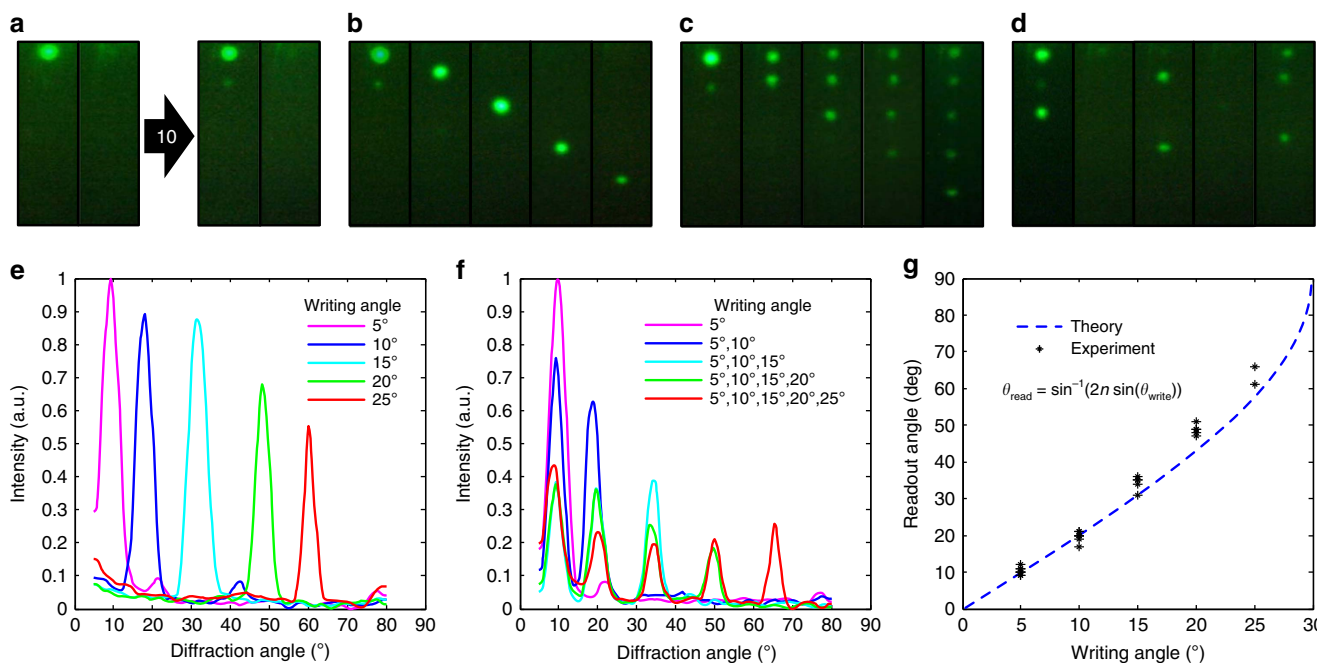 a
b
c
d
10
e
Intensity (a.u.)
1
0.9
0.8
0.7
0.6
0.5
0.4
0.3
0.2
0.1
0
0 10 20 30 40 50 60 70 80 90
Diffraction angle (°)
Writing angle
5°
10°
15°
20°
25°
f
Intensity (a.u.)
1
0.9
0.8
0.7
0.6
0.5
0.4
0.3
0.2
0.1
0
0 10 20 30 40 50 60 70 80 90
Diffraction angle (°)
Writing angle
5°
5°,10°
5°,10°,15°
5°,10°,15°,20°
5°,10°,15°,20°,25°
g
Readout angle (deg)
90
80
70
60
50
40
30
20
10
0
0 5 10 15 20 25 30
Writing angle (°)
Theory
Experiment
θread = sin−1(2n sin(θwrite))